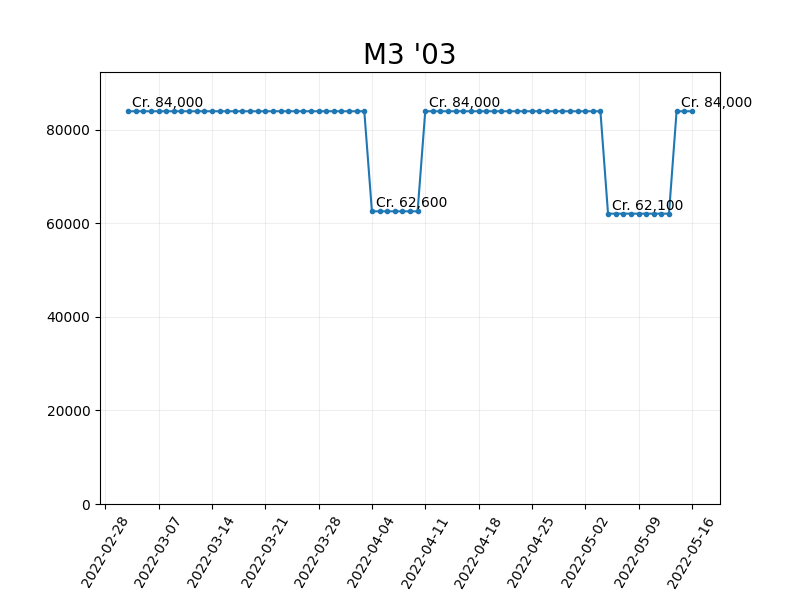 M3 '03
Cr. 84,000
Cr. 84,000
Cr. 84,000
Cr. 62,600
Cr. 62,100
80000
60000
40000
20000
0
2022-02-28
2022-03-07
2022-03-14
2022-03-21
2022-03-28
2022-04-04
2022-04-11
2022-04-18
2022-04-25
2022-05-02
2022-05-09
2022-05-16